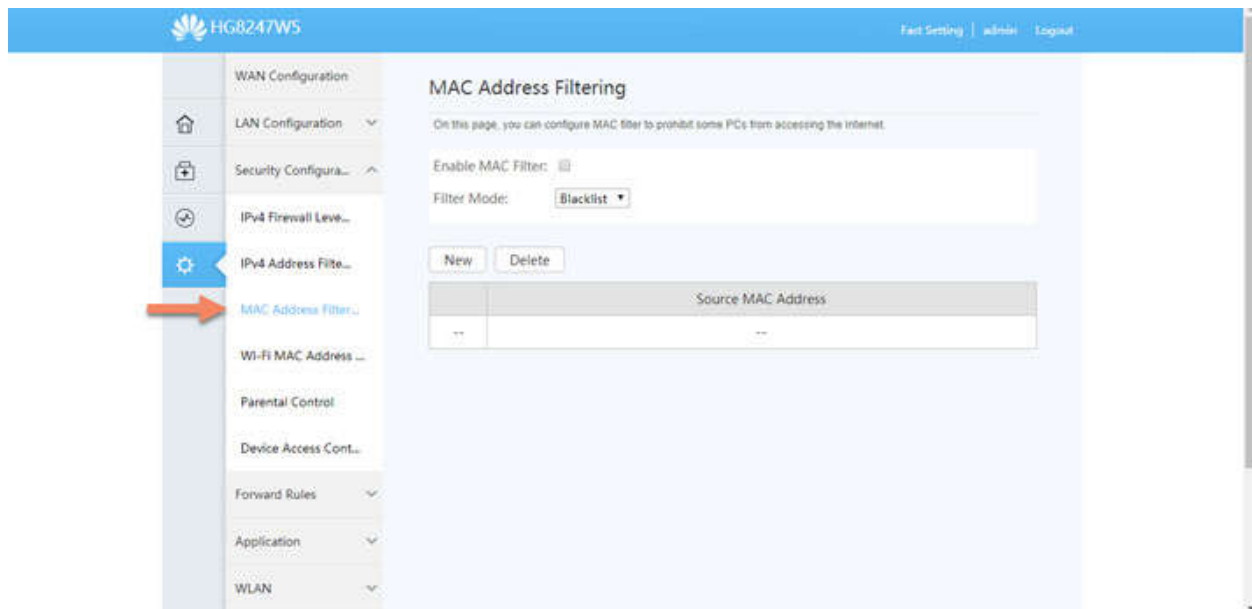 HG8247W5
Fast Setting | admin Logout
WAN Configuration
LAN Configuration
Security Configura...
IPv4 Firewall Leve...
IPv4 Address Filte...
MAC Address Filter...
Wi-Fi MAC Address ...
Parental Control
Device Access Cont...
Forward Rules
Application
WLAN
MAC Address Filtering
On this page, you can configure MAC filter to prohibit some PCs from accessing the Internet.
Enable MAC Filter:
Filter Mode: Blacklist
New Delete
Source MAC Address
-- --